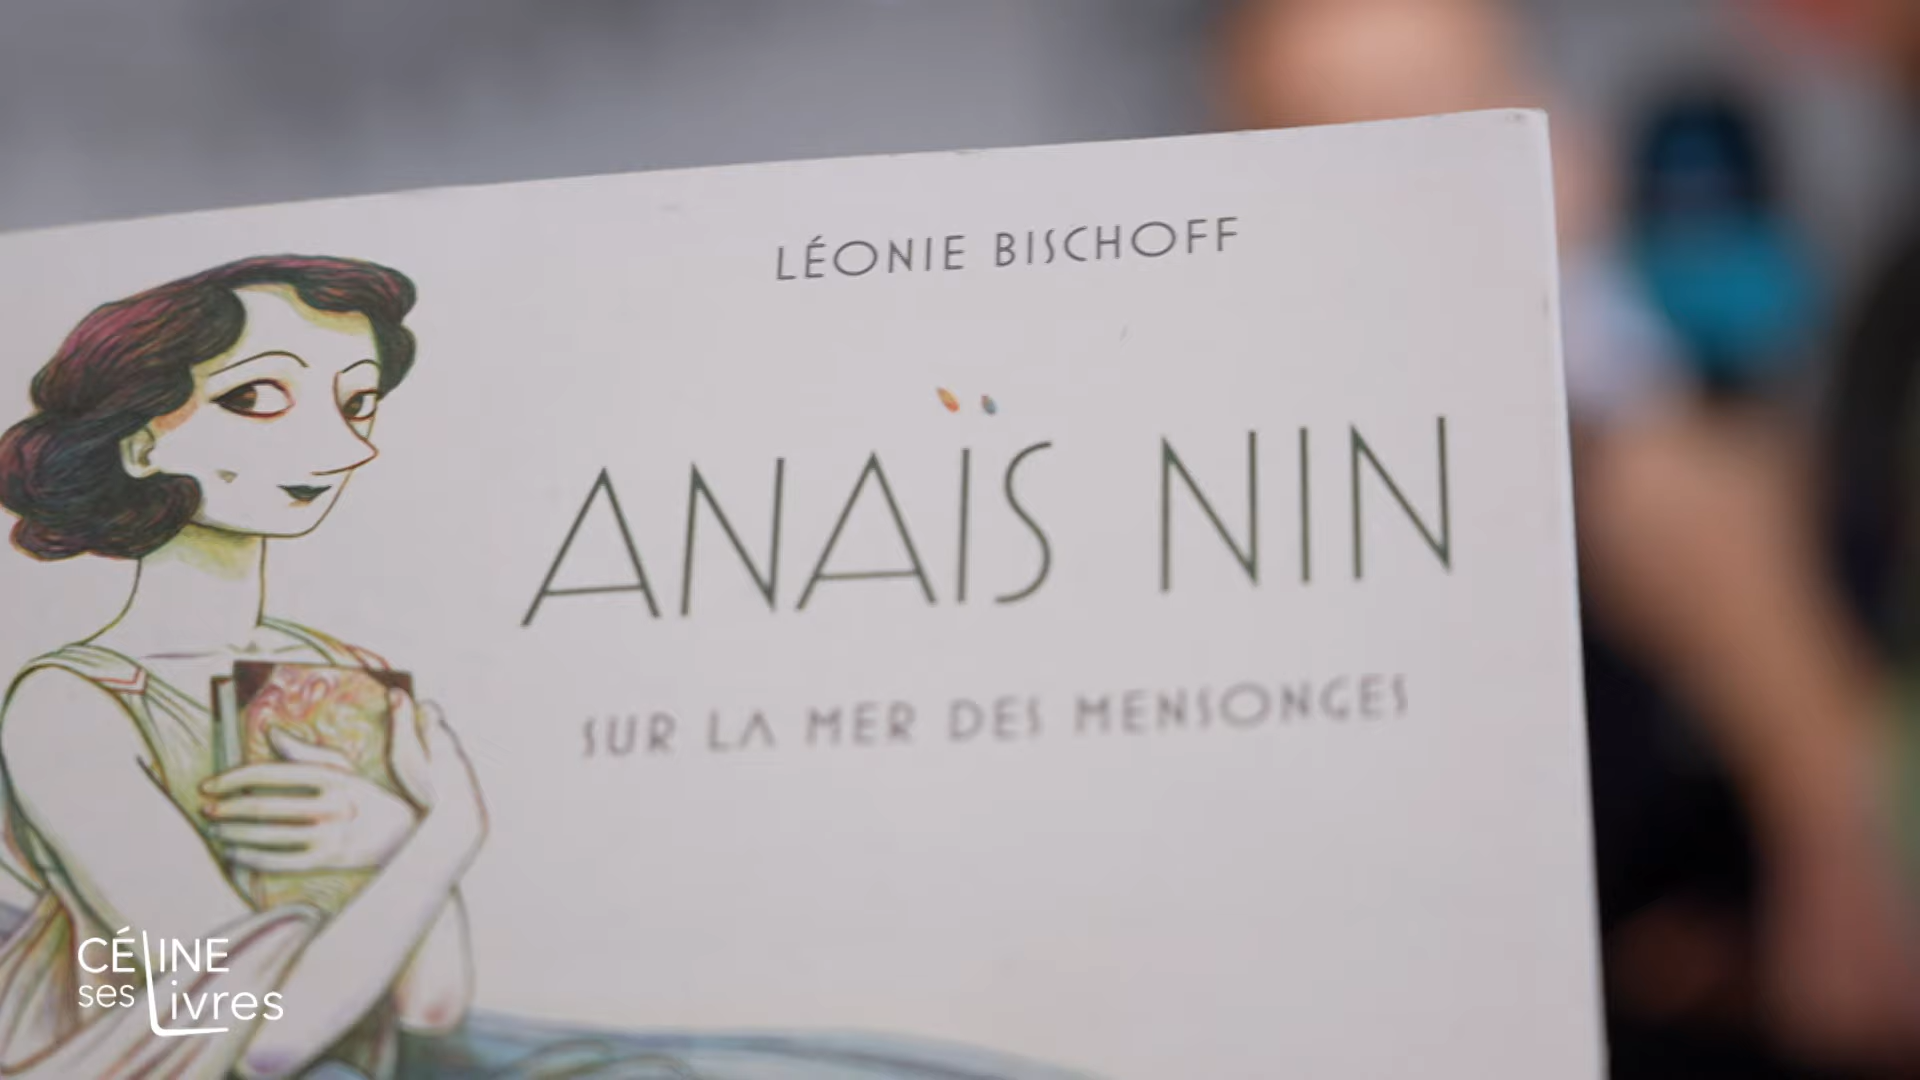 LÉONIE BISCHOFF
ANAÏS NIN
SUR LA MER DES MENSONGES
CÉLINE
ses Livres